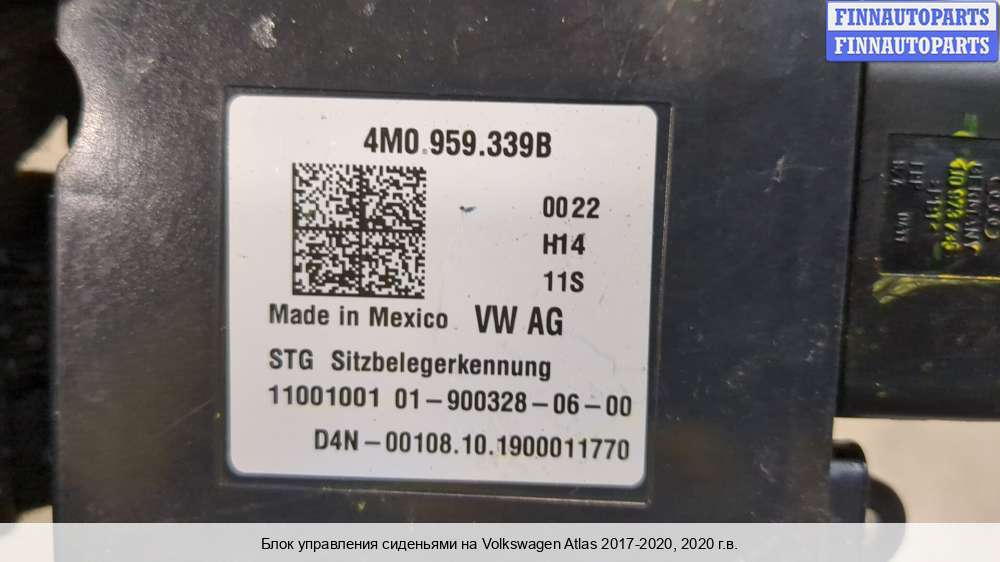 FINNAUTOPARTS
FINNAUTOPARTS
4M0.959.339B
0022
H14
11S
Made in Mexico VW AG
STG Sitzbelegerkennung
11001001 01-900328-06-00
D4N-00108.10.1900011770
Блок управления сиденьями на Volkswagen Atlas 2017-2020, 2020 г.в.